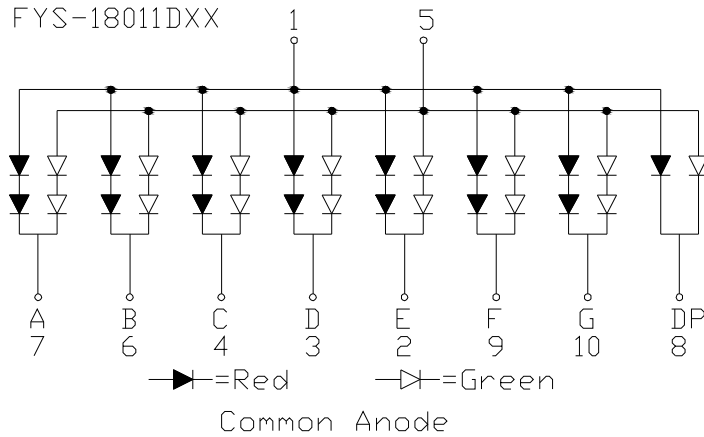 FYS-18011DXX
1 5
A B C D E F G DP
7 6 4 3 2 9 10 8
=Red =Green
Common Anode